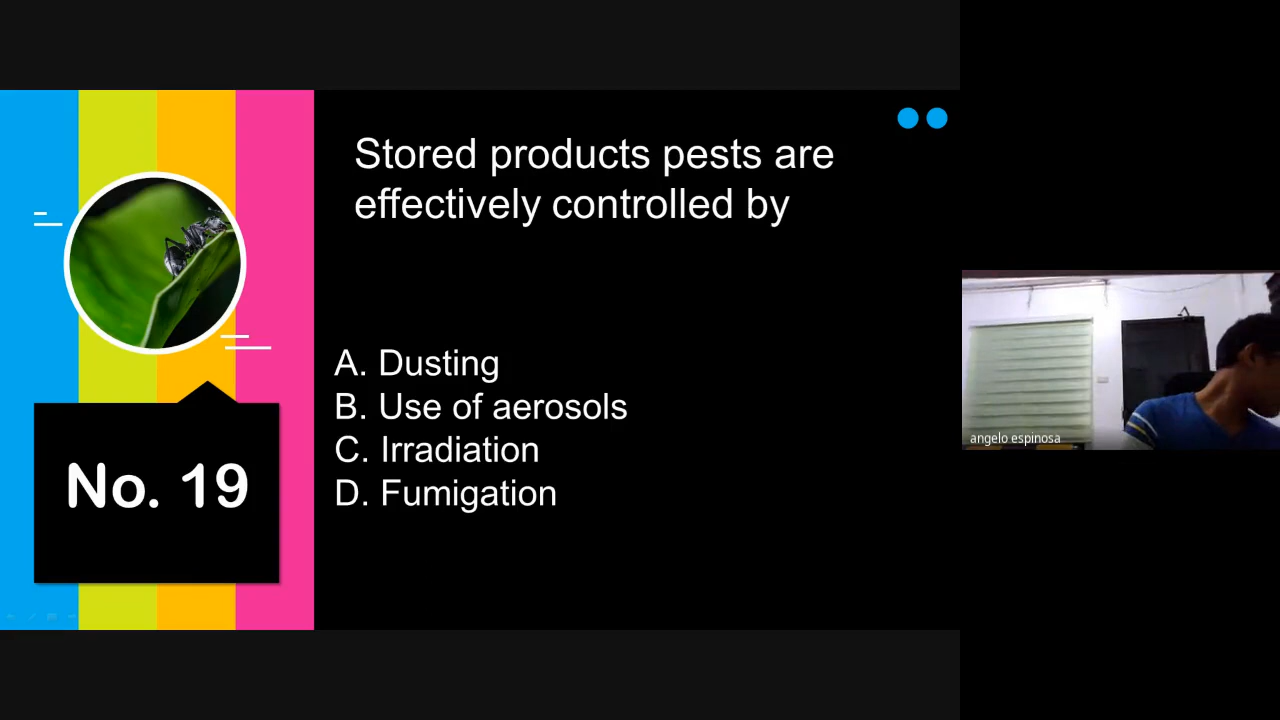 Stored products pests are
effectively controlled by
A. Dusting
B. Use of aerosols
C. Irradiation
D. Fumigation
No. 19
angelo espinosa